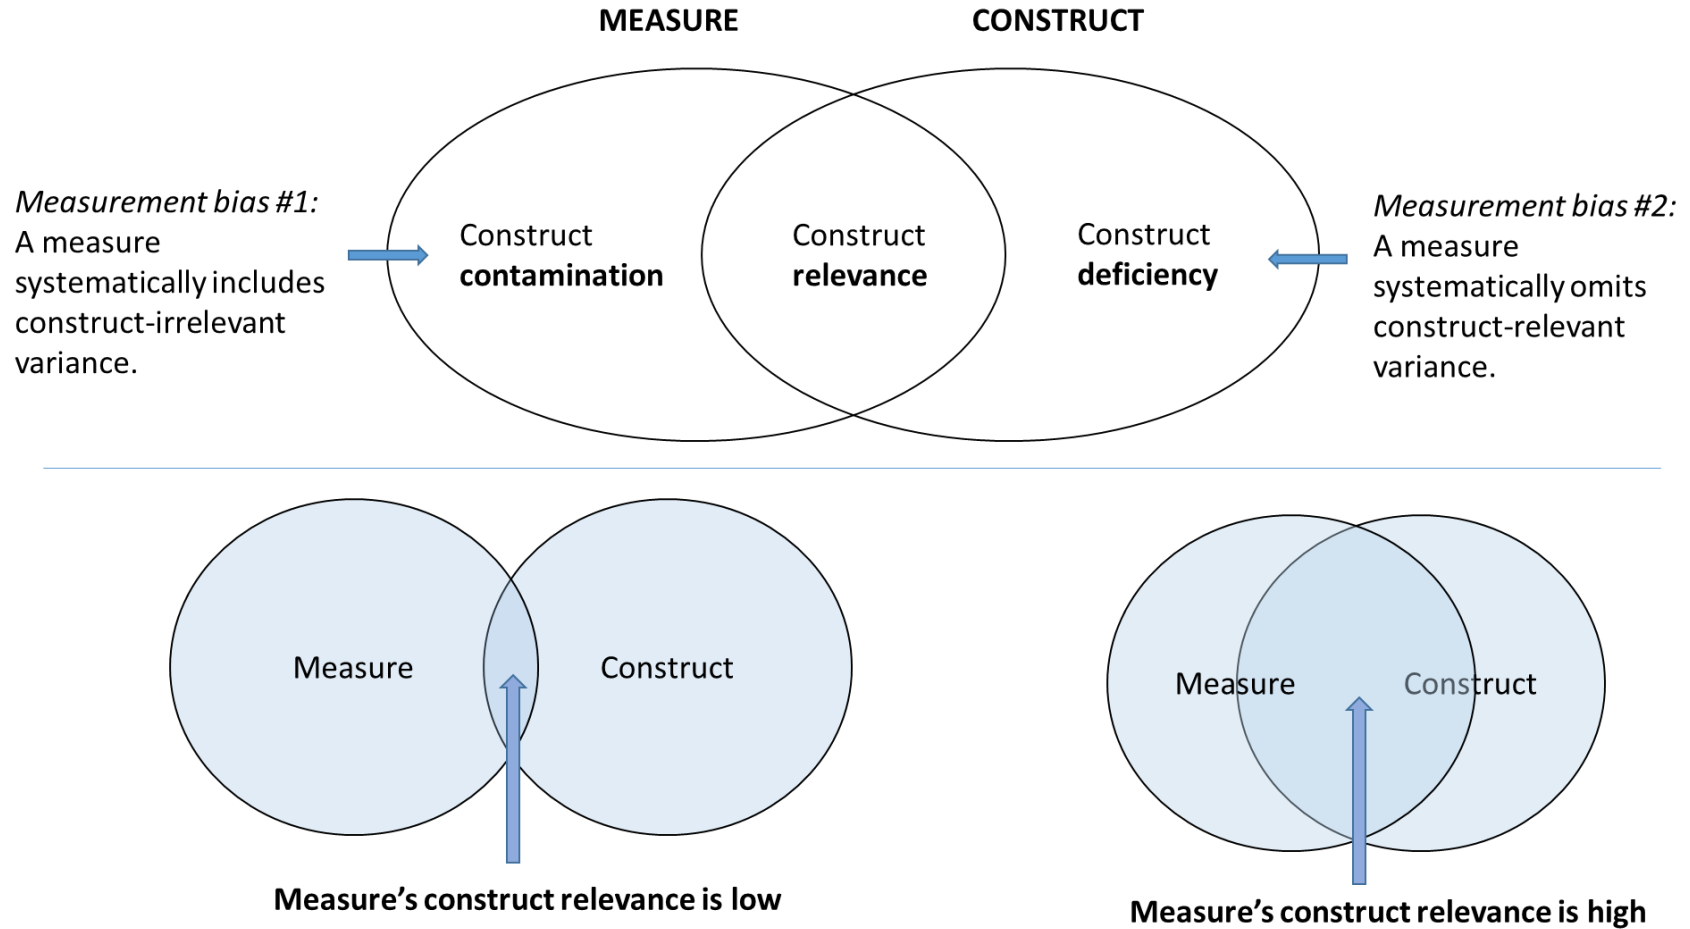 MEASURE
CONSTRUCT
Measurement bias #1:
A measure
systematically includes
construct-irrelevant
variance.
Construct
contamination
Construct
relevance
Construct
deficiency
Measurement bias #2:
A measure
systematically omits
construct-relevant
variance.
Measure
Construct
Measure's construct relevance is low
Measure
Construct
Measure's construct relevance is high